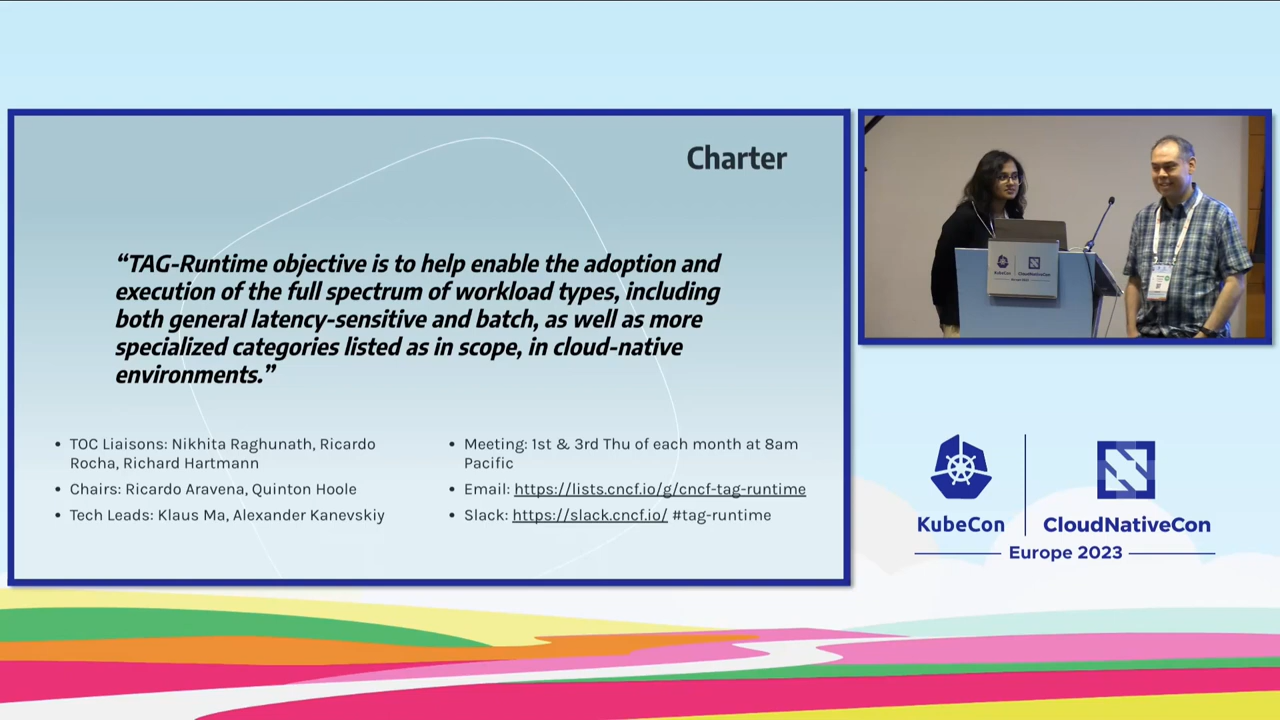 Charter
“TAG-Runtime objective is to help enable the adoption and
execution of the full spectrum of workload types, including
both general latency-sensitive and batch, as well as more
specialized categories listed as in scope, in cloud-native
environments.”
• TOC Liaisons: Nikhita Raghunath, Ricardo
Rocha, Richard Hartmann
• Chairs: Ricardo Aravena, Quinton Hoole
• Tech Leads: Klaus Ma, Alexander Kanevskiy
• Meeting: 1st & 3rd Thu of each month at 8am
Pacific
• Email: https://lists.cncf.io/g/cncf-tag-runtime
• Slack: https://slack.cncf.io/ #tag-runtime
KubeCon
CloudNativeCon
KubeCon
CloudNativeCon
Europe 2023